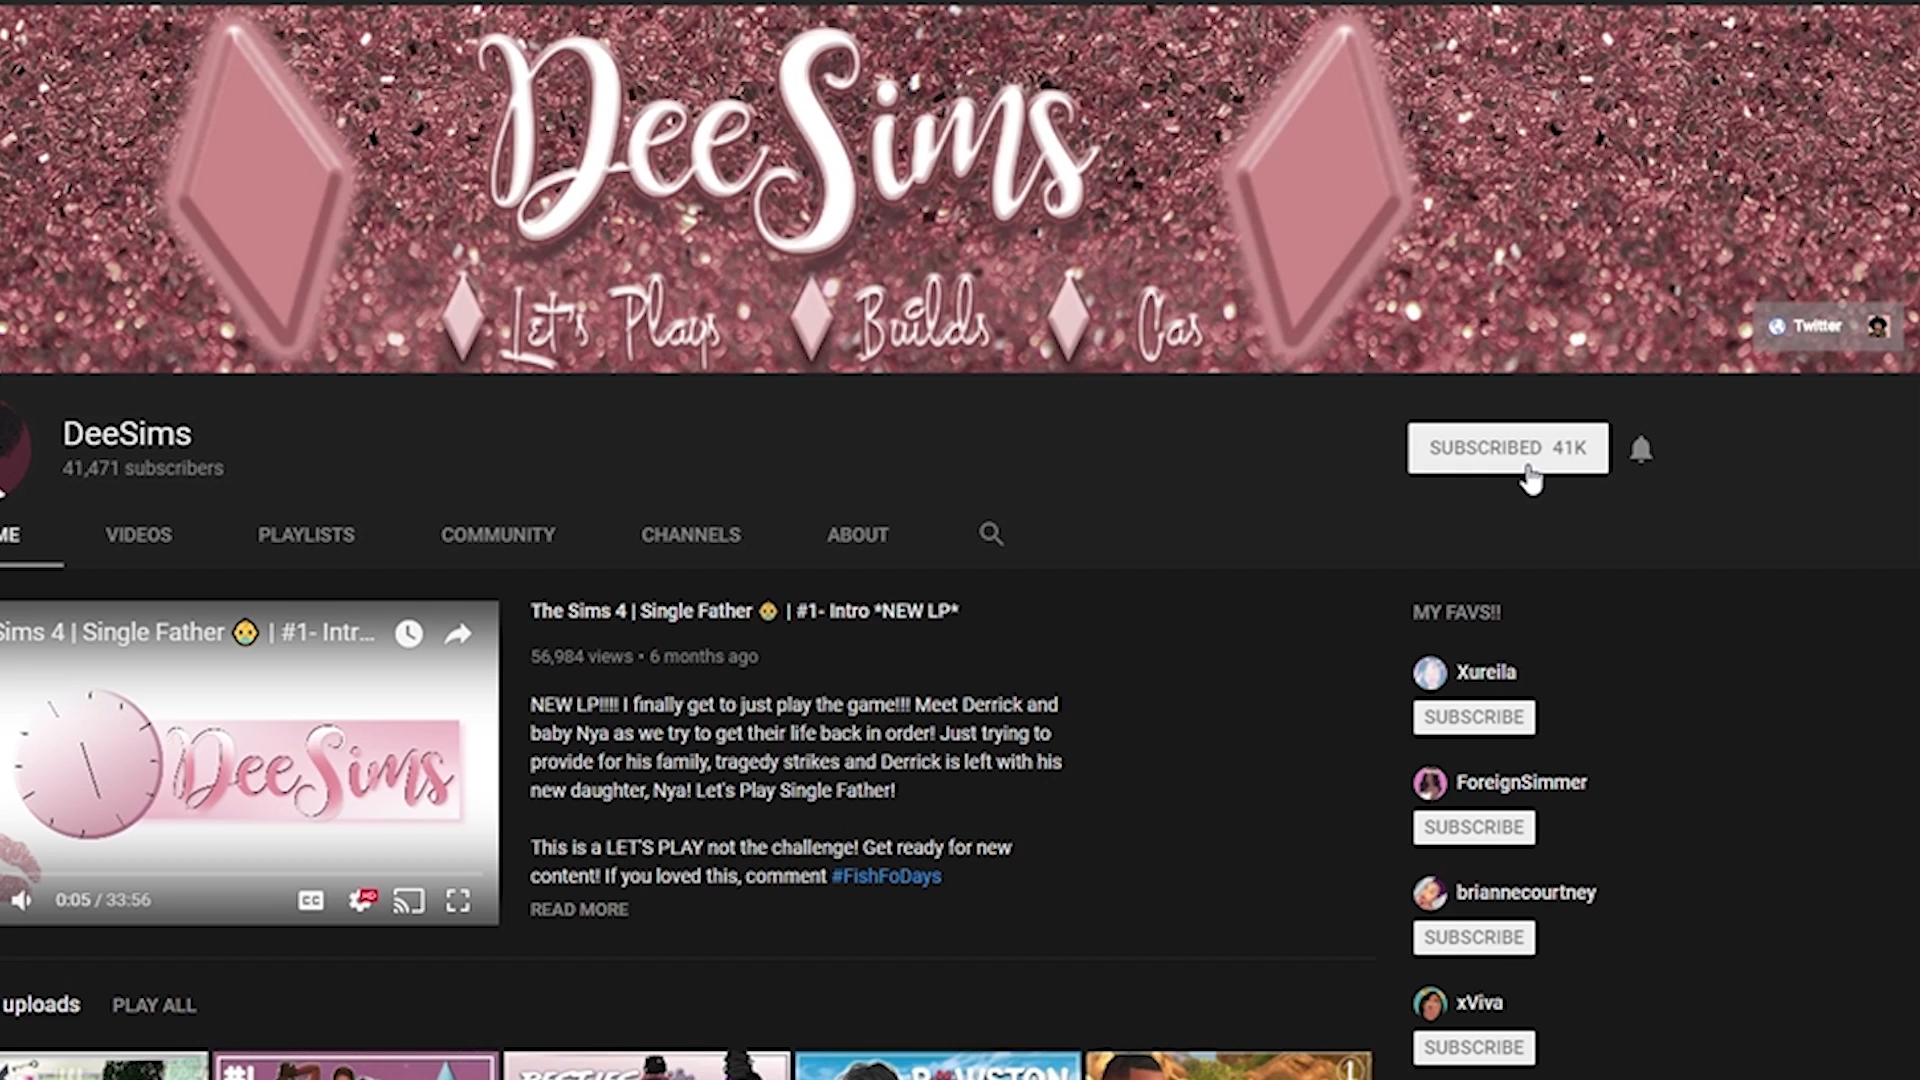 DeeSims
Let's Plays Builds Cas
Twitter
DeeSims
41,471 subscribers
SUBSCRIBED 41K
ME VIDEOS PLAYLISTS COMMUNITY CHANNELS ABOUT
Sims 4 | Single Father 👶 | #1- Intr...
DeeSims
0:05 / 33:56
CC
HD
The Sims 4 | Single Father 👶 | #1- Intro *NEW LP*
56,984 views • 6 months ago
NEW LP!!!! I finally get to just play the game!!! Meet Derrick and
baby Nya as we try to get their life back in order! Just trying to
provide for his family, tragedy strikes and Derrick is left with his
new daughter, Nya! Let's Play Single Father!
This is a LET'S PLAY not the challenge! Get ready for new
content! If you loved this, comment #FishFoDays
READ MORE
MY FAVS!!
Xureila
SUBSCRIBE
ForeignSimmer
SUBSCRIBE
briannecourtney
SUBSCRIBE
xViva
SUBSCRIBE
uploads PLAY ALL
#1